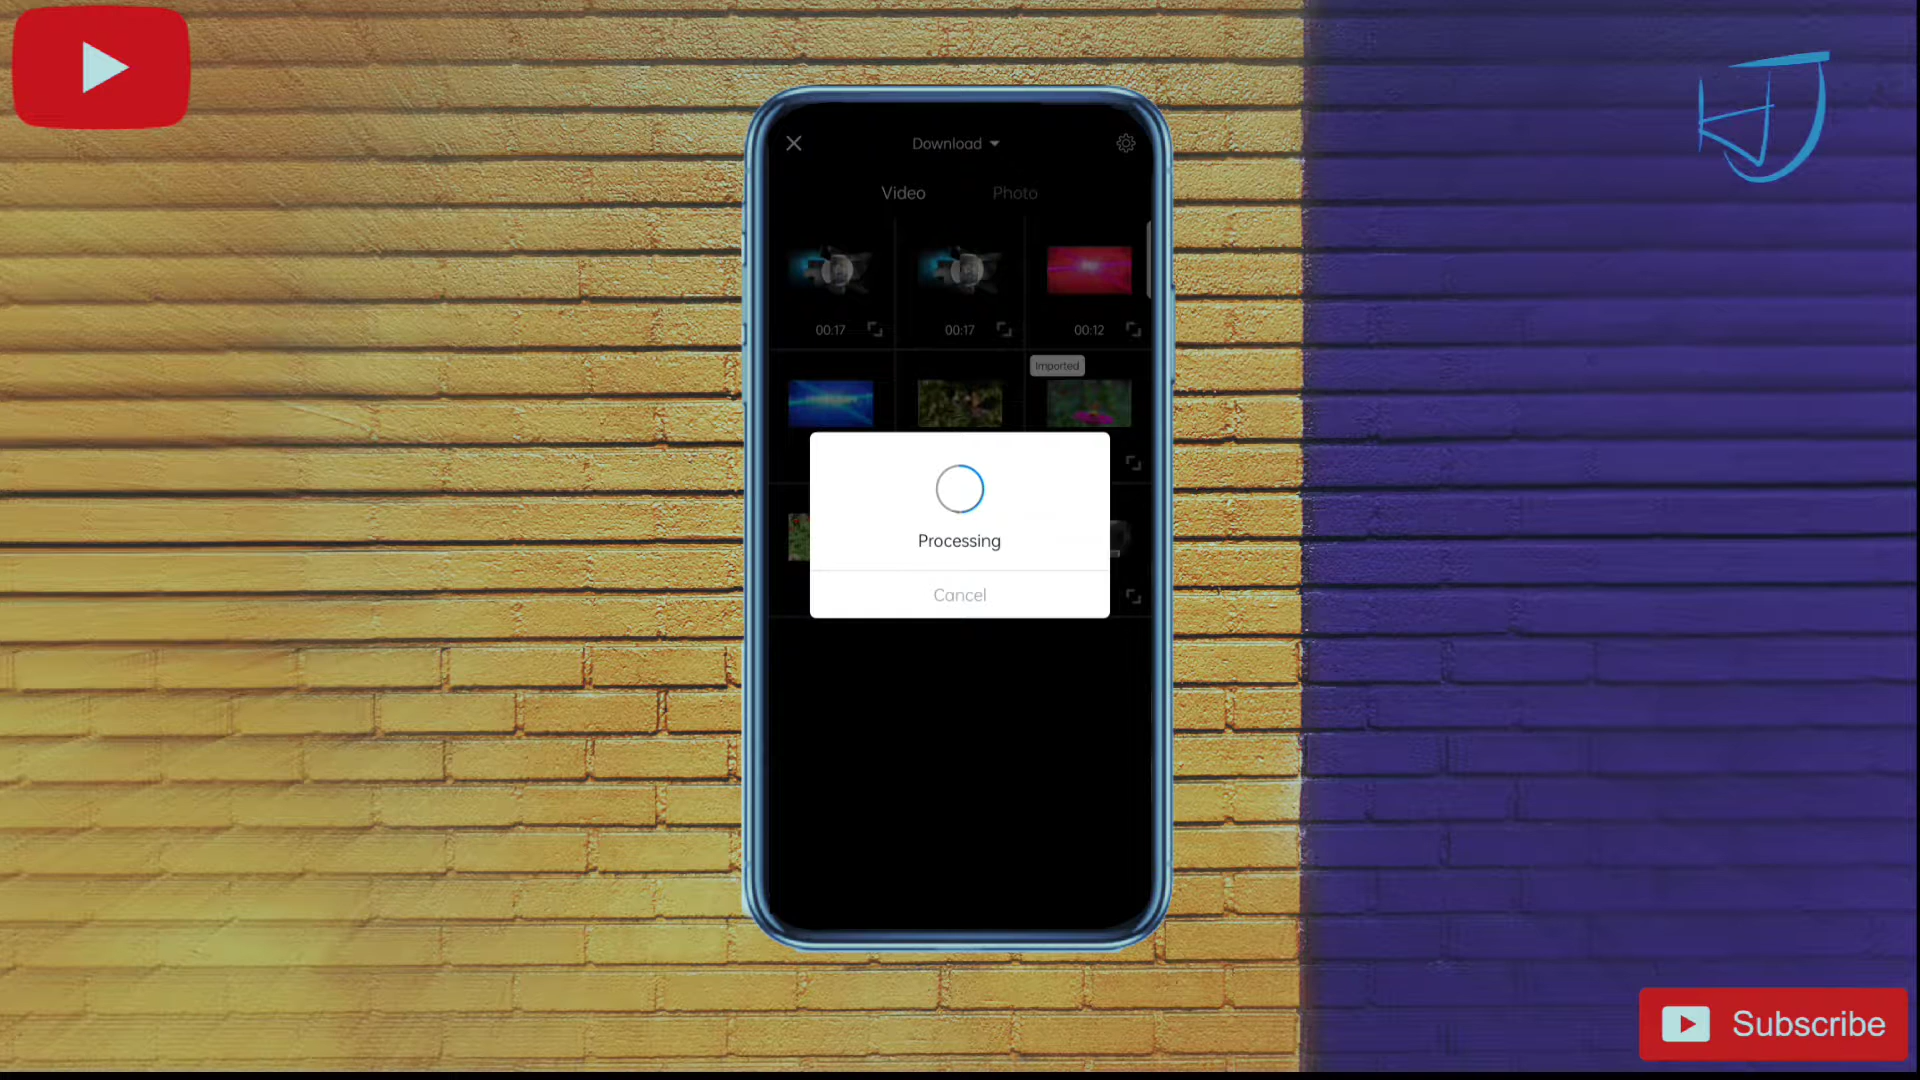 Download
Video
Photo
00:17
00:17
00:12
Imported
Processing
Cancel
Subscribe